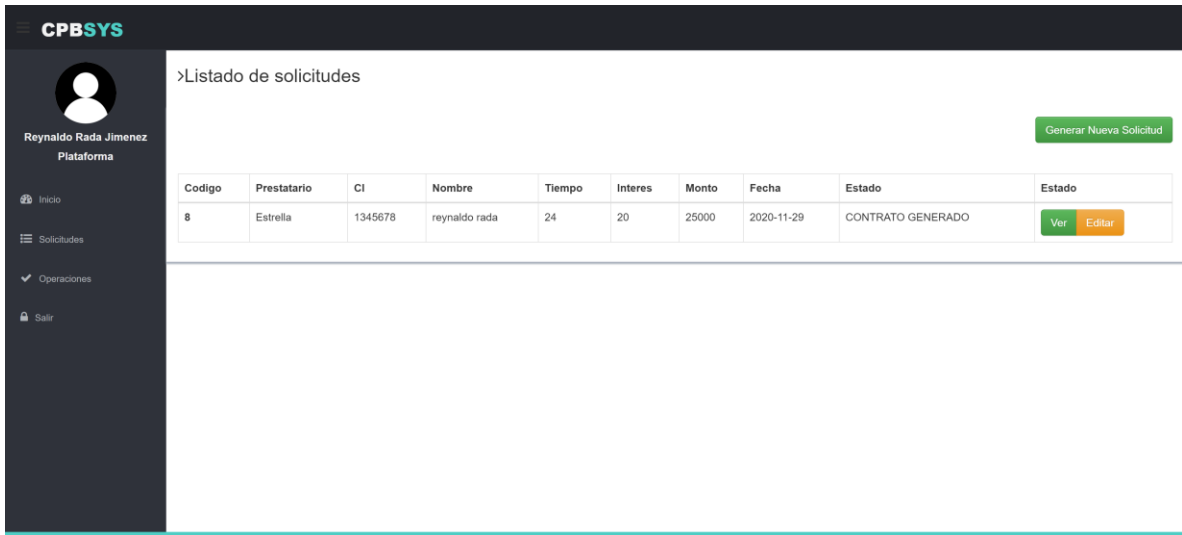 CPBSYS
Reynaldo Rada Jimenez
Plataforma
Inicio
Solicitudes
Operaciones
Salir
>Listado de solicitudes
Generar Nueva Solicitud
Codigo Prestatario CI Nombre Tiempo Interes Monto Fecha Estado Estado
8 Estrella 1345678 reynaldo rada 24 20 25000 2020-11-29 CONTRATO GENERADO Ver Editar